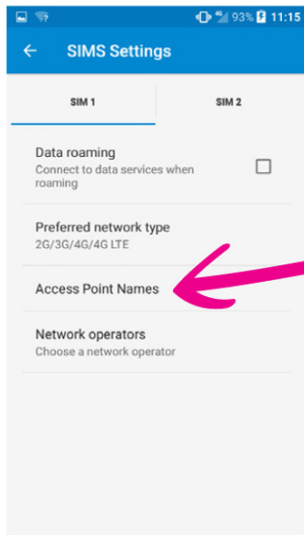 93% 11:15
SIMS Settings
SIM 1 SIM 2
Data roaming
Connect to data services when
roaming
Preferred network type
2G/3G/4G/4G LTE
Access Point Names
Network operators
Choose a network operator